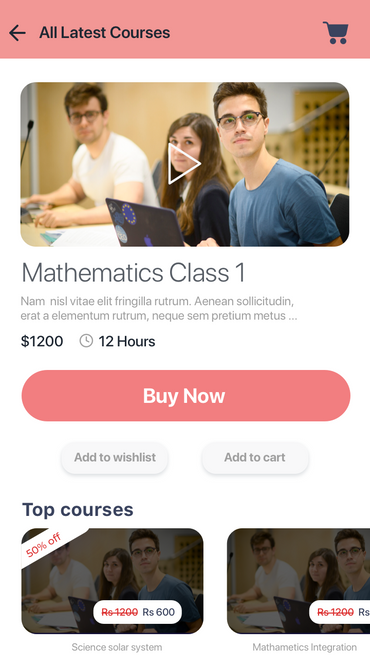 All Latest Courses
Mathematics Class 1
Nam nisl vitae elit fringilla rutrum. Aenean sollicitudin,
erat a elementum rutrum, neque sem pretium metus ...
$1200 12 Hours
Buy Now
Add to wishlist Add to cart
Top courses
50% off
Rs 1200 Rs 600 Rs 1200 Rs
Science solar system Mathametics Integration